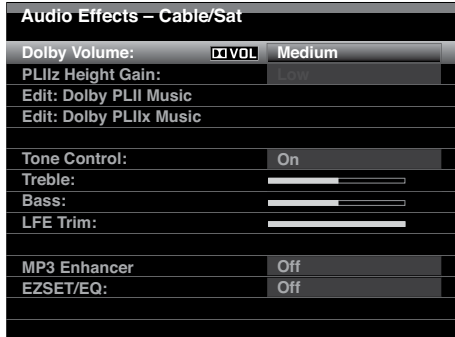 Audio Effects – Cable/Sat
Dolby Volume: VOL Medium
PLIIz Height Gain: Low
Edit: Dolby PLII Music
Edit: Dolby PLIIx Music
Tone Control: On
Treble:
Bass:
LFE Trim:
MP3 Enhancer Off
EZSET/EQ: Off